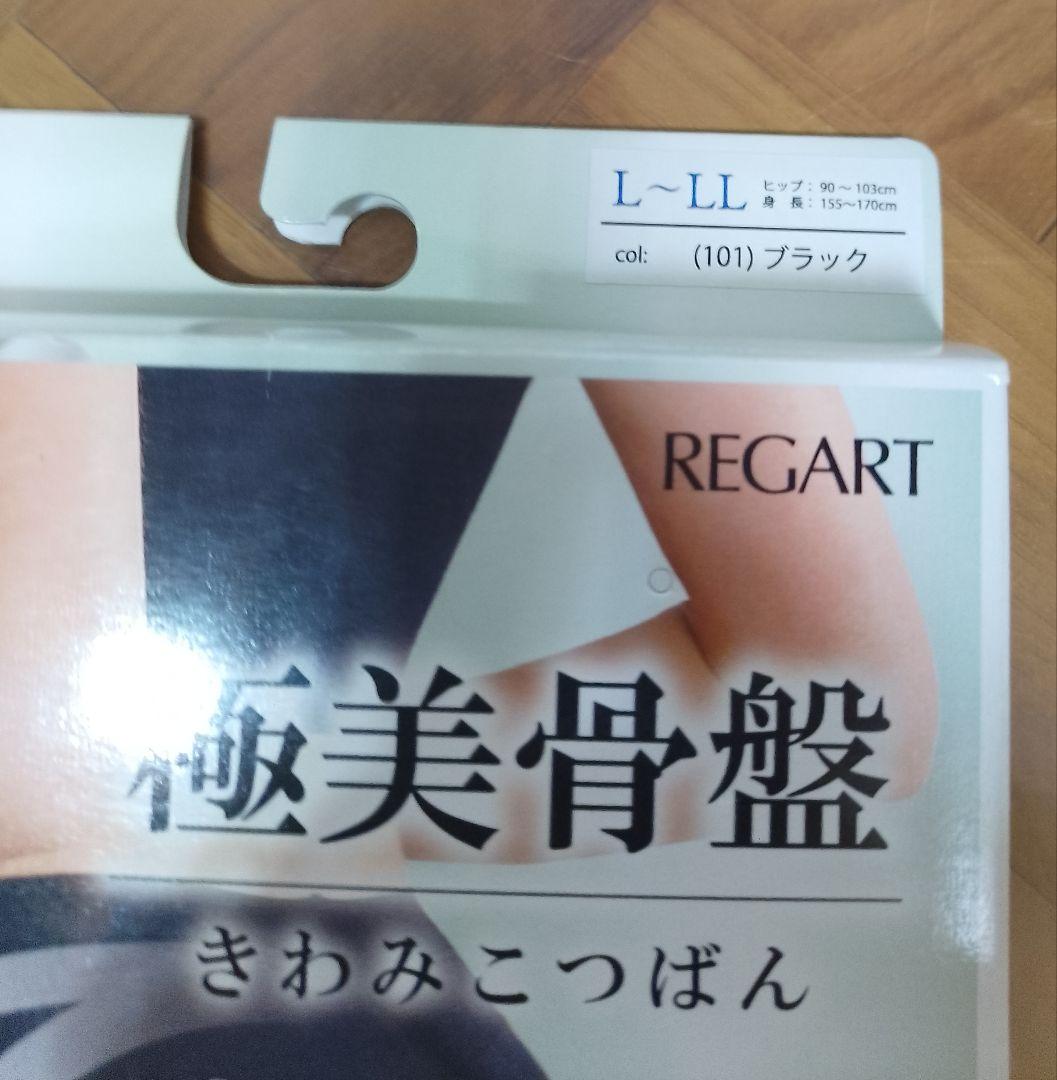 L～LL
ヒップ：90～103cm
身　長：155～170cm
col:　(101) ブラック
REGART
極美骨盤
きわみこつばん